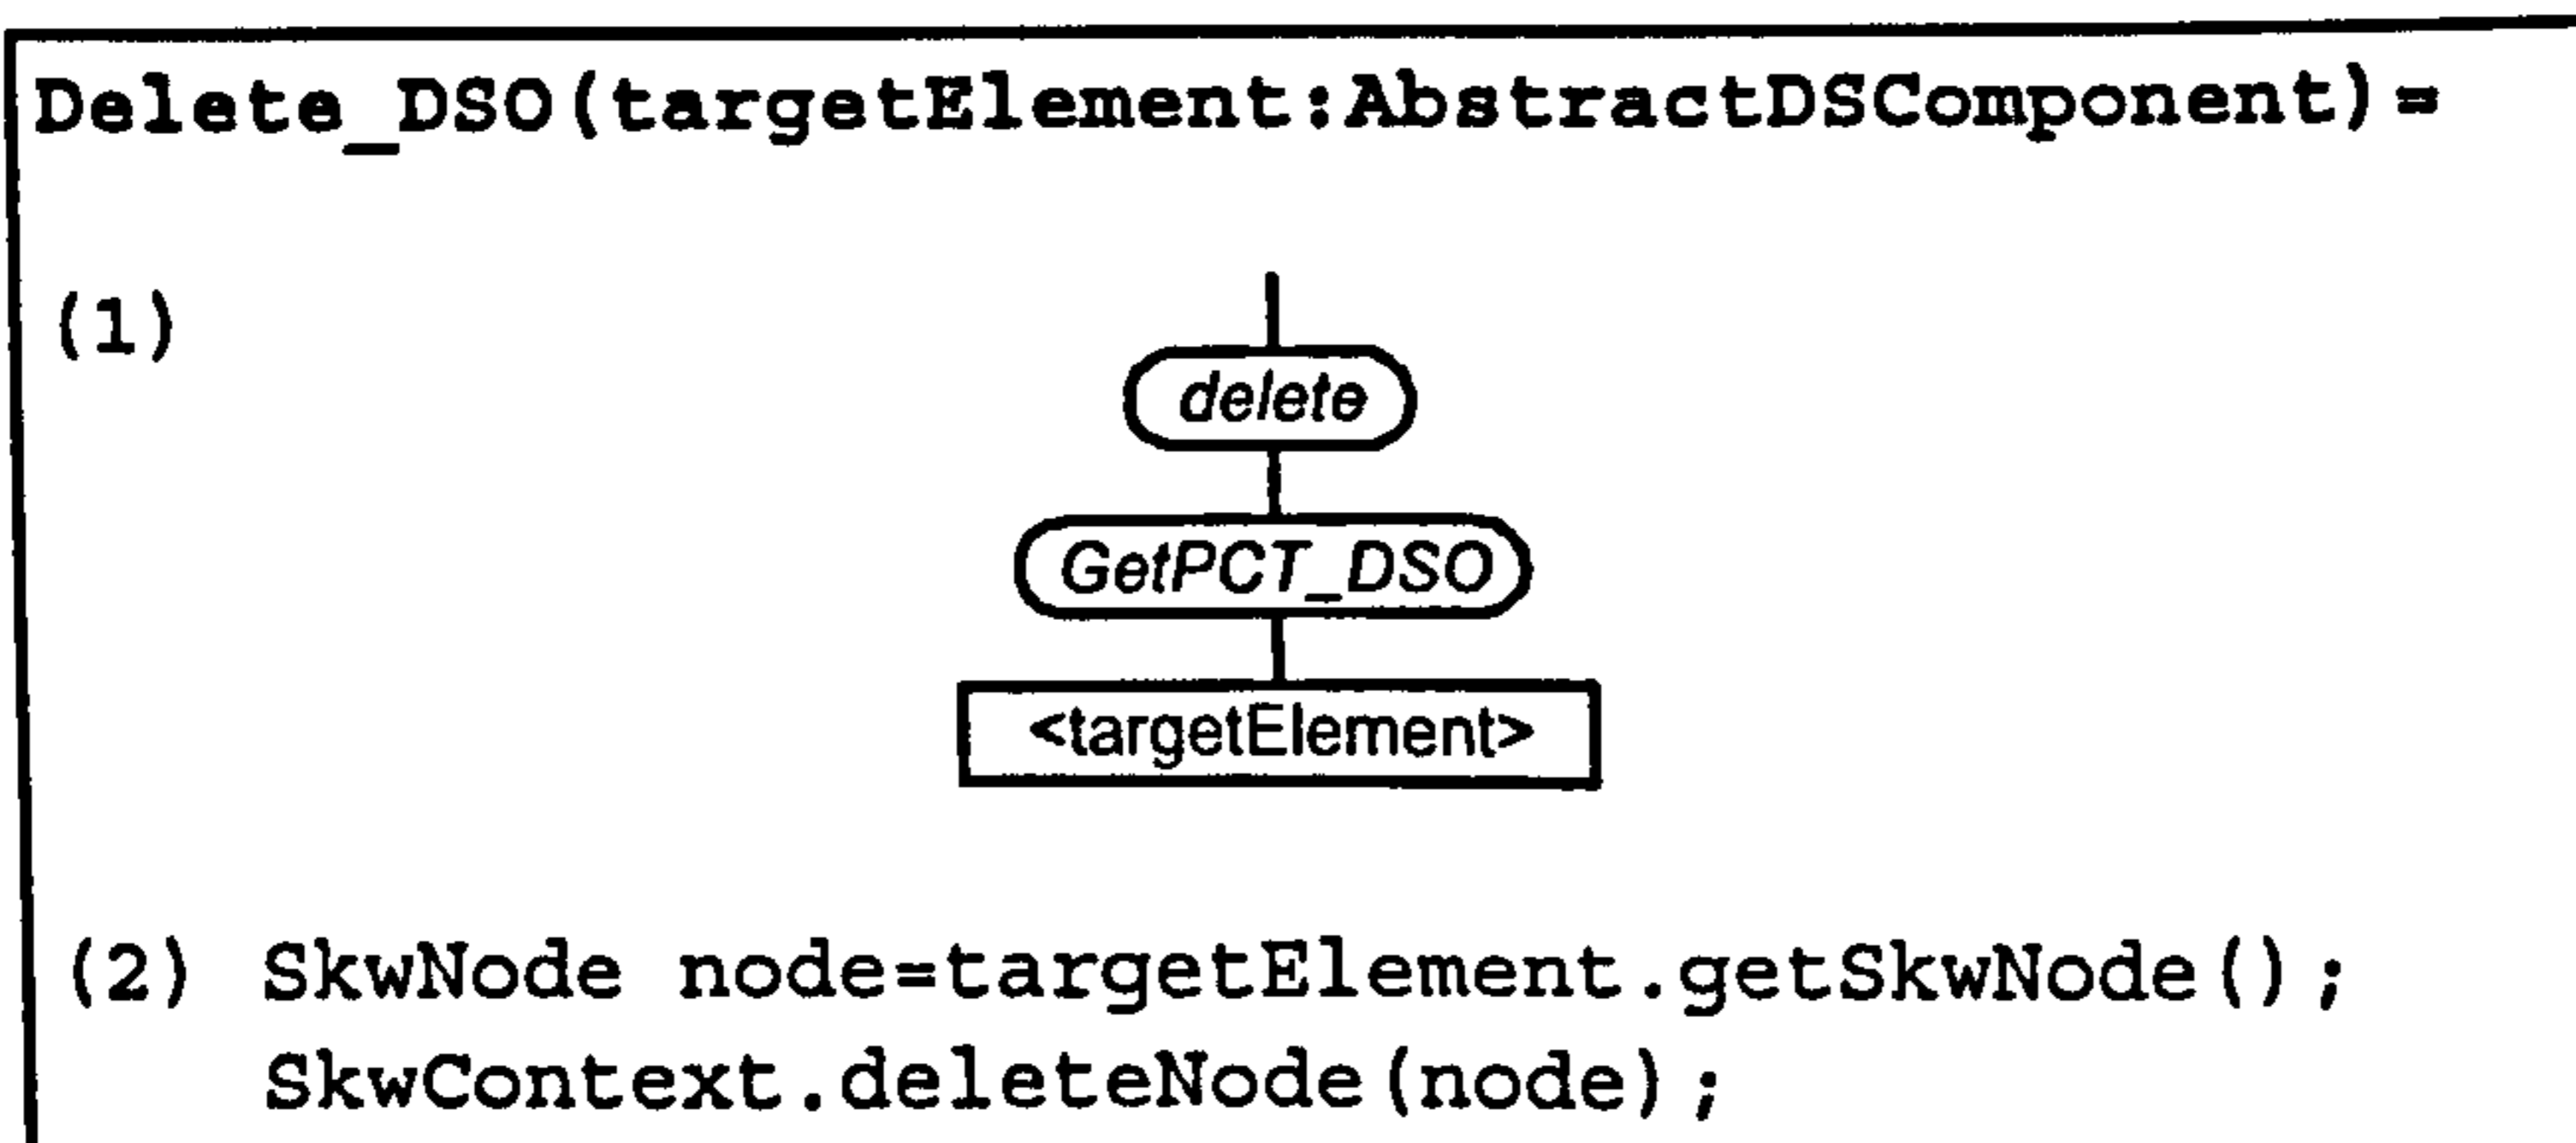 Delete_DSO(targetElement:AbstractDSComponent)=
(1)
delete
GetPCT_DSO
<targetElement>
(2) SkwNode node=targetElement.getSkwNode();
SkwContext.deleteNode(node);